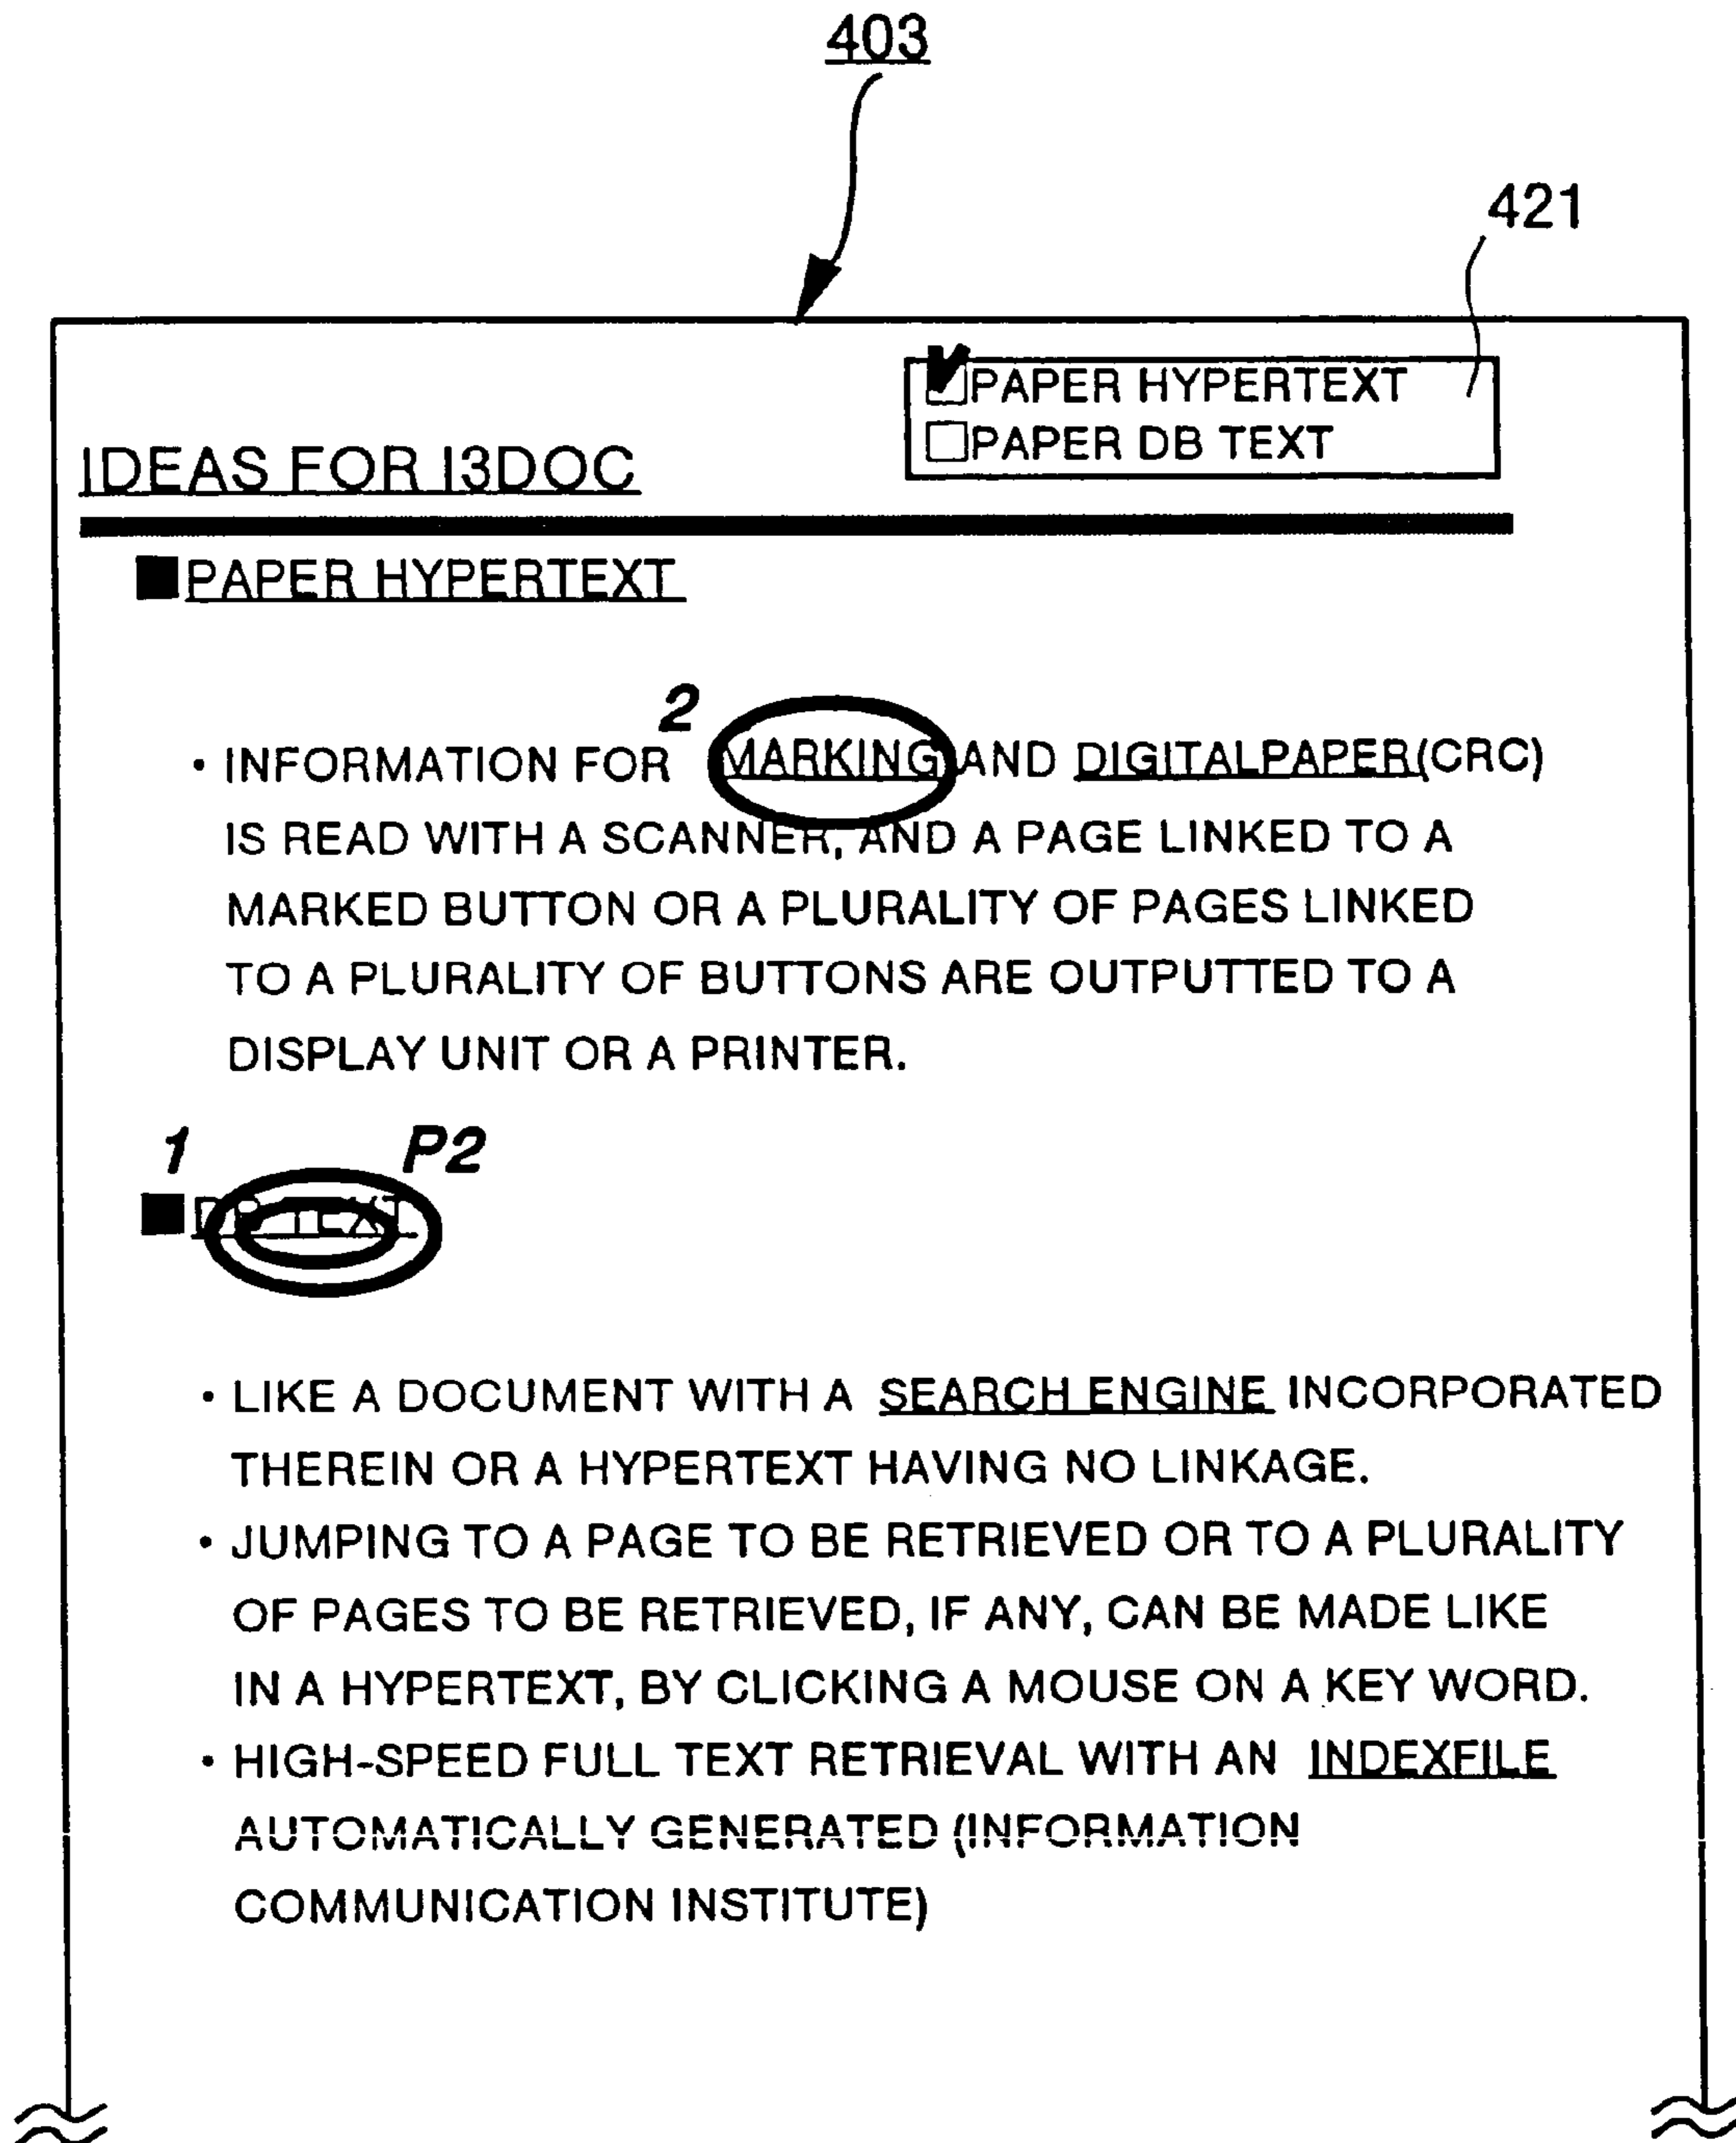 403
421
PAPER HYPERTEXT
PAPER DB TEXT
IDEAS FOR I3DOC
PAPER HYPERTEXT
2
• INFORMATION FOR MARKING AND DIGITALPAPER(CRC)
IS READ WITH A SCANNER, AND A PAGE LINKED TO A
MARKED BUTTON OR A PLURALITY OF PAGES LINKED
TO A PLURALITY OF BUTTONS ARE OUTPUTTED TO A
DISPLAY UNIT OR A PRINTER.
1 P2
DB TEXT
• LIKE A DOCUMENT WITH A SEARCH ENGINE INCORPORATED
THEREIN OR A HYPERTEXT HAVING NO LINKAGE.
• JUMPING TO A PAGE TO BE RETRIEVED OR TO A PLURALITY
OF PAGES TO BE RETRIEVED, IF ANY, CAN BE MADE LIKE
IN A HYPERTEXT, BY CLICKING A MOUSE ON A KEY WORD.
• HIGH-SPEED FULL TEXT RETRIEVAL WITH AN INDEXFILE
AUTOMATICALLY GENERATED (INFORMATION
COMMUNICATION INSTITUTE)